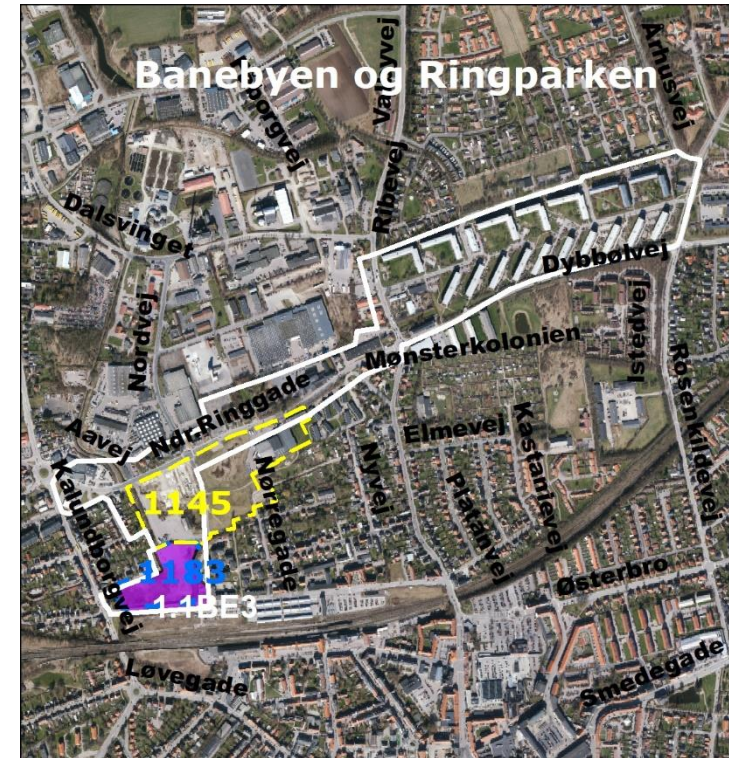 Banebyen og Ringparken
Valbyvej
Århusvej
Ribevej
Dalsvinget
Dybbølvej
Nordvej
Istedvej
Mønsterkolonien
Ndr.Ringgade
Rosenkildevej
Aavej
Elmevej
Kastanievej
Kalundborgvej
Nyvej
Nørregade
Platanvej
1145
1183
1.1BE3
Østerbro
Løvegade
Smedegade